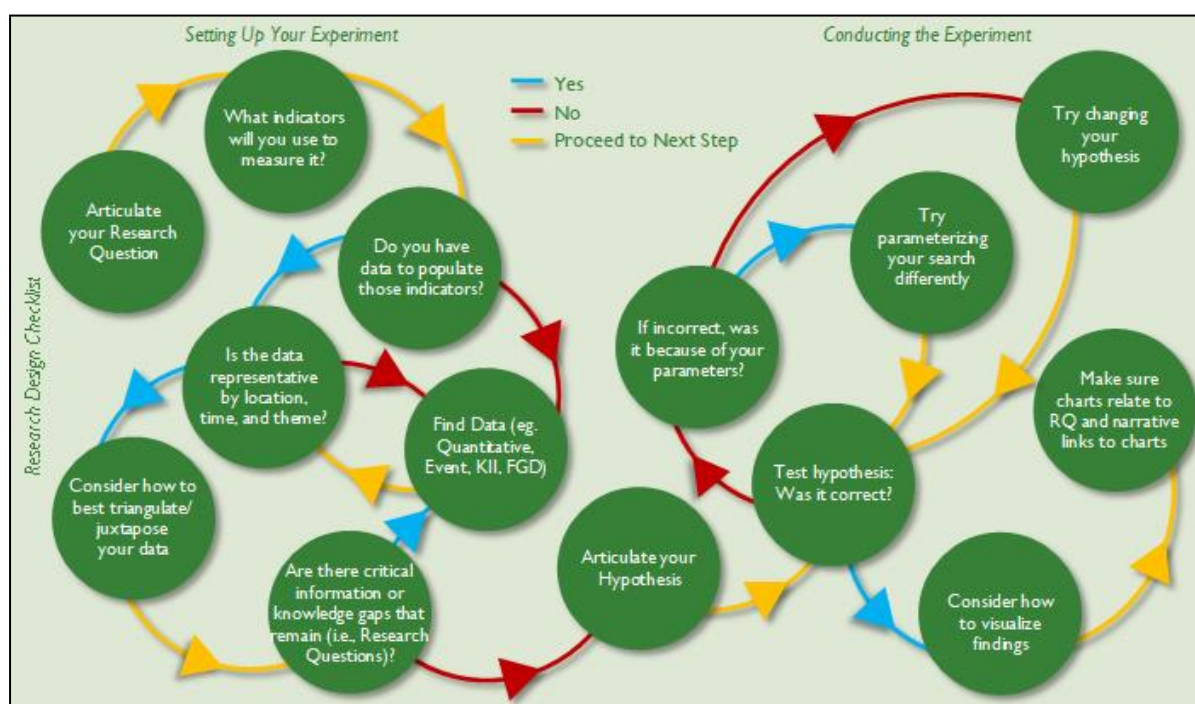 Setting Up Your Experiment
Conducting the Experiment
Research Design Checklist
Yes
No
Proceed to Next Step
Articulate
your Research
Question
What indicators
will you use to
measure it?
Do you have
data to populate
those indicators?
Is the data
representative
by location,
time, and theme?
Find Data (eg.
Quantitative,
Event, KII, FGD)
Consider how to
best triangulate/
juxtapose
your data
Are there critical
information or
knowledge gaps that
remain (i.e., Research
Questions)?
Articulate your
Hypothesis
Test hypothesis:
Was it correct?
If incorrect, was
it because of your
parameters?
Try
parameterizing
your search
differently
Try changing
your
hypothesis
Consider how
to visualize
findings
Make sure
charts relate to
RQ and narrative
links to charts